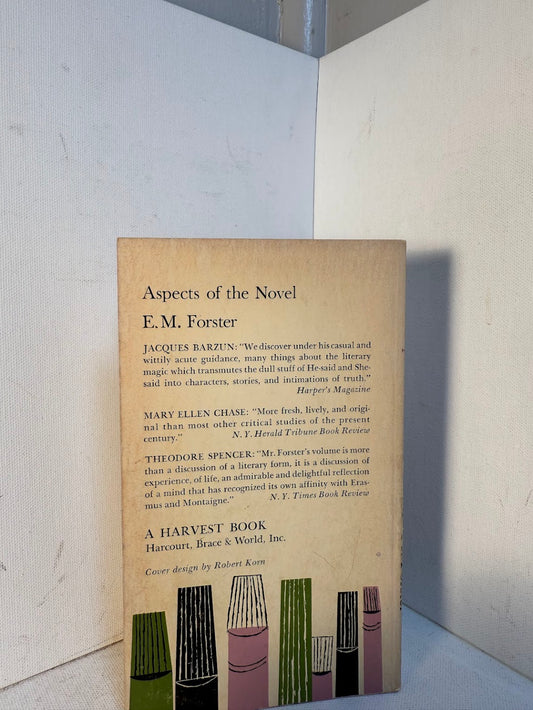 Aspects of the Novel
E.M. Forster
JACQUES BARZUN: "We discover under his casual and
wittily acute guidance, many things about the literary
magic which transmutes the dull stuff of He-said and She-
said into characters, stories, and intimations of truth."
Harper's Magazine
MARY ELLEN CHASE: "More fresh, lively, and origi-
nal than most other critical studies of the present
century." N. Y. Herald Tribune Book Review
THEODORE SPENCER: "Mr. Forster's volume is more
than a discussion of a literary form, it is a discussion of
experience, of life, an admirable and delightful reflection
of a mind that has recognized its own affinity with Eras-
mus and Montaigne." N. Y. Times Book Review
A HARVEST BOOK
Harcourt, Brace & World, Inc.
Cover design by Robert Korn